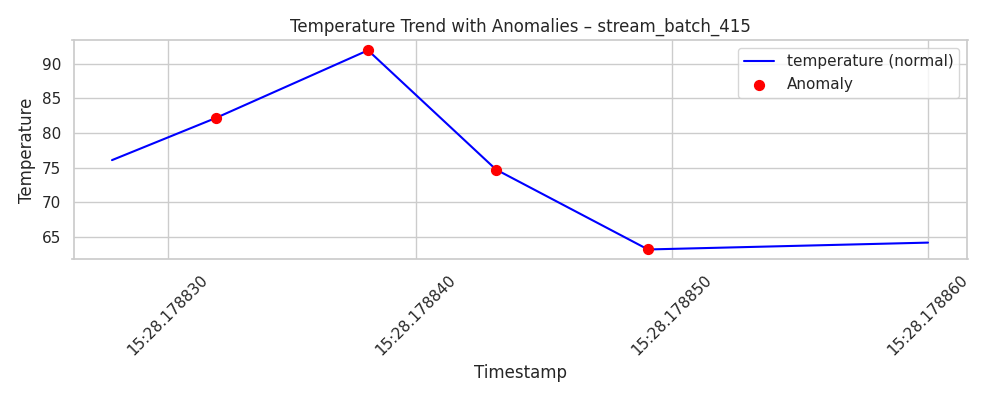 Temperature Trend with Anomalies – stream_batch_415
temperature (normal)
Anomaly
Temperature
90
85
80
75
70
65
15:28.178830
15:28.178840
15:28.178850
15:28.178860
Timestamp